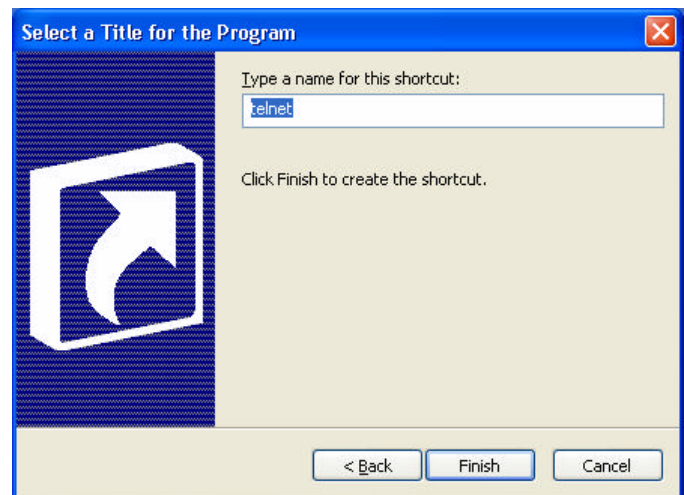 Select a Title for the Program
Type a name for this shortcut:
telnet
Click Finish to create the shortcut.
< Back
Finish
Cancel